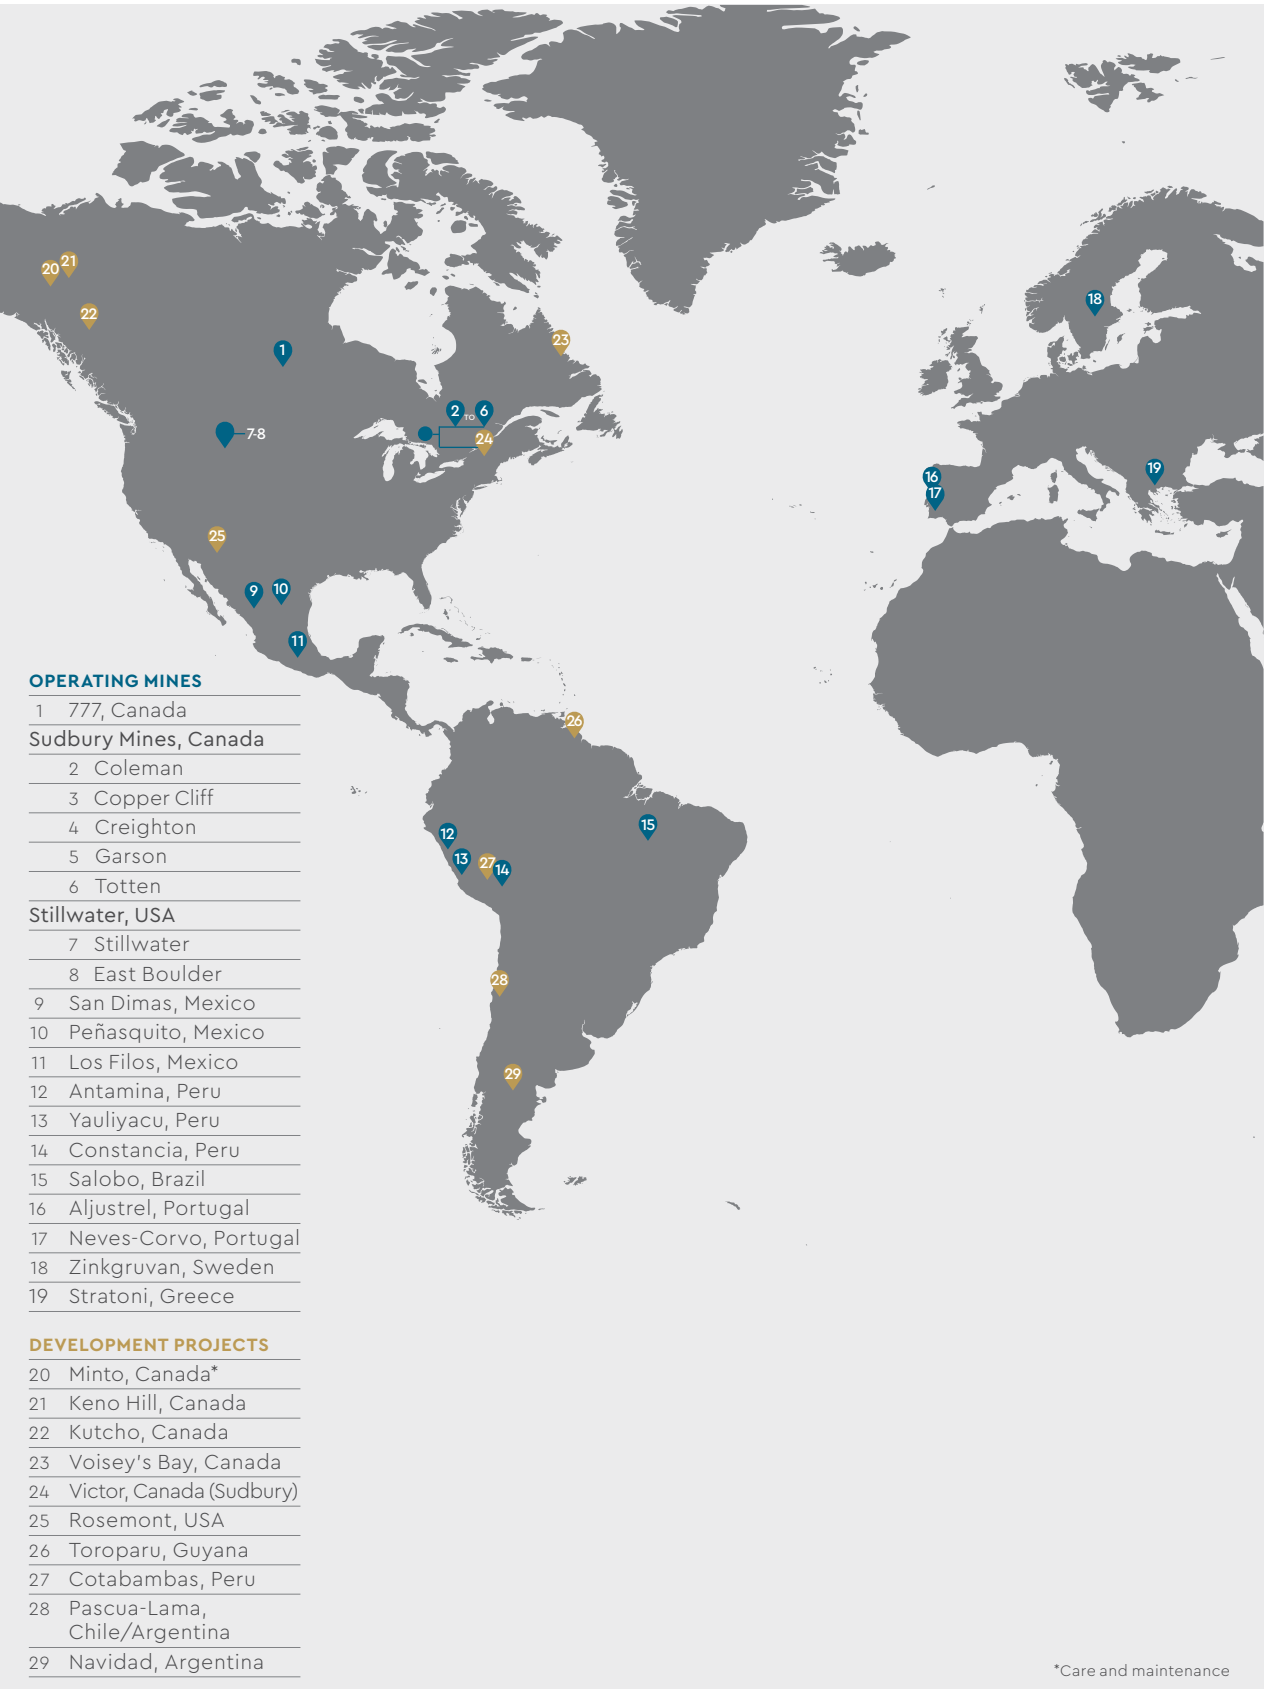 20
21
22
23
18
1
2 TO 6
7-8
24
16
17
19
25
9
10
11
26
12
13
27
14
15
28
29
OPERATING MINES
1 777, Canada
Sudbury Mines, Canada
2 Coleman
3 Copper Cliff
4 Creighton
5 Garson
6 Totten
Stillwater, USA
7 Stillwater
8 East Boulder
9 San Dimas, Mexico
10 Peñasquito, Mexico
11 Los Filos, Mexico
12 Antamina, Peru
13 Yauliyacu, Peru
14 Constancia, Peru
15 Salobo, Brazil
16 Aljustrel, Portugal
17 Neves-Corvo, Portugal
18 Zinkgruvan, Sweden
19 Stratoni, Greece
DEVELOPMENT PROJECTS
20 Minto, Canada*
21 Keno Hill, Canada
22 Kutcho, Canada
23 Voisey's Bay, Canada
24 Victor, Canada (Sudbury)
25 Rosemont, USA
26 Toroparu, Guyana
27 Cotabambas, Peru
28 Pascua-Lama,
Chile/Argentina
29 Navidad, Argentina
*Care and maintenance